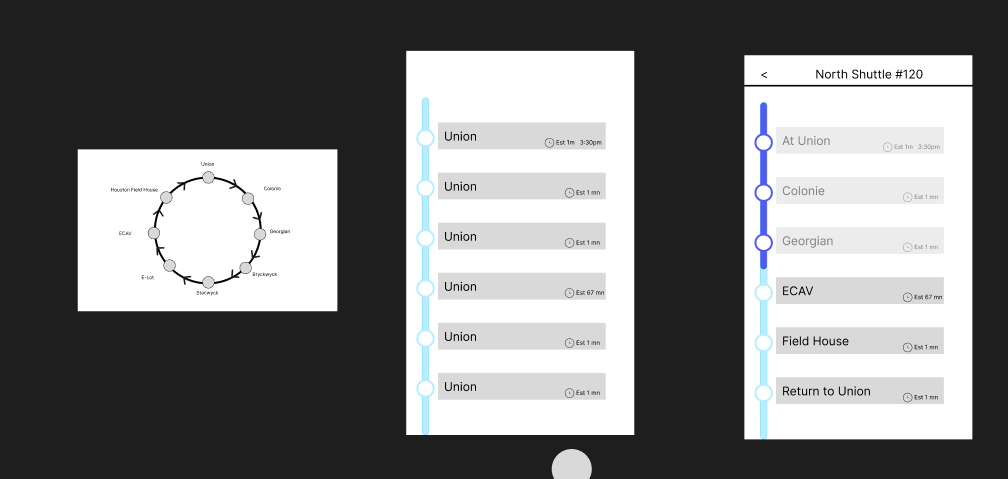 Union
Colonie
Georgian
Bryckwyck
Stacwyck
E-Lot
ECAV
Houston Field House
Union
Est 1m 3:30pm
Union
Est 1 mn
Union
Est 1 mn
Union
Est 67 mn
Union
Est 1 mn
Union
Est 1 mn
< North Shuttle #120
At Union
Est 1m 3:30pm
Colonie
Est 1 mn
Georgian
Est 1 mn
ECAV
Est 67 mn
Field House
Est 1 mn
Return to Union
Est 1 mn